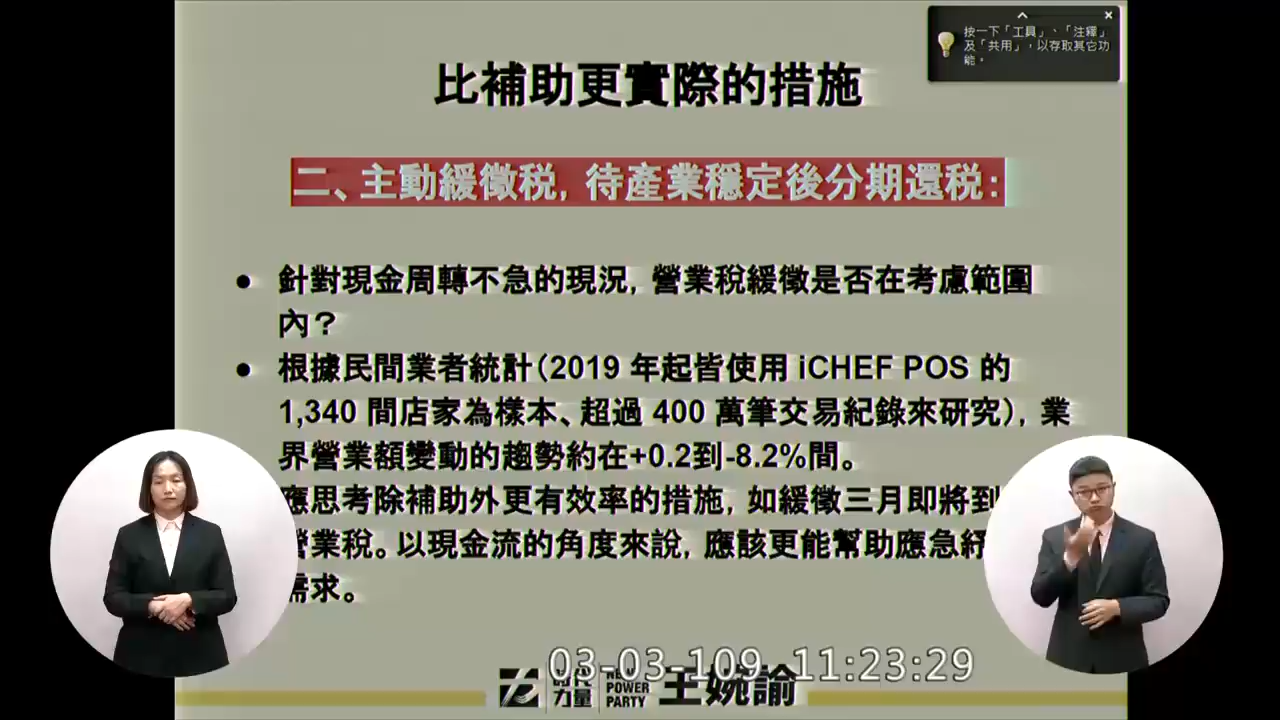 按一下「工具」、「注釋」
及「共用」，以存取其它功
能。
比補助更實際的措施
二、主動緩徵税，待產業穩定後分期還税：
● 針對現金周轉不急的現況，營業稅緩徵是否在考慮範圍
內？
● 根據民間業者統計（2019 年起皆使用 iCHEF POS 的
1,340 間店家為樣本、超過 400 萬筆交易紀錄來研究），業
界營業額變動的趨勢約在+0.2到-8.2%間。
應思考除補助外更有效率的措施，如緩徵三月即將到
營業稅。以現金流的角度來說，應該更能幫助應急紓
需求。
03-03-109 11:23:29
力量
NEW
POWER
PARTY
王婉諭